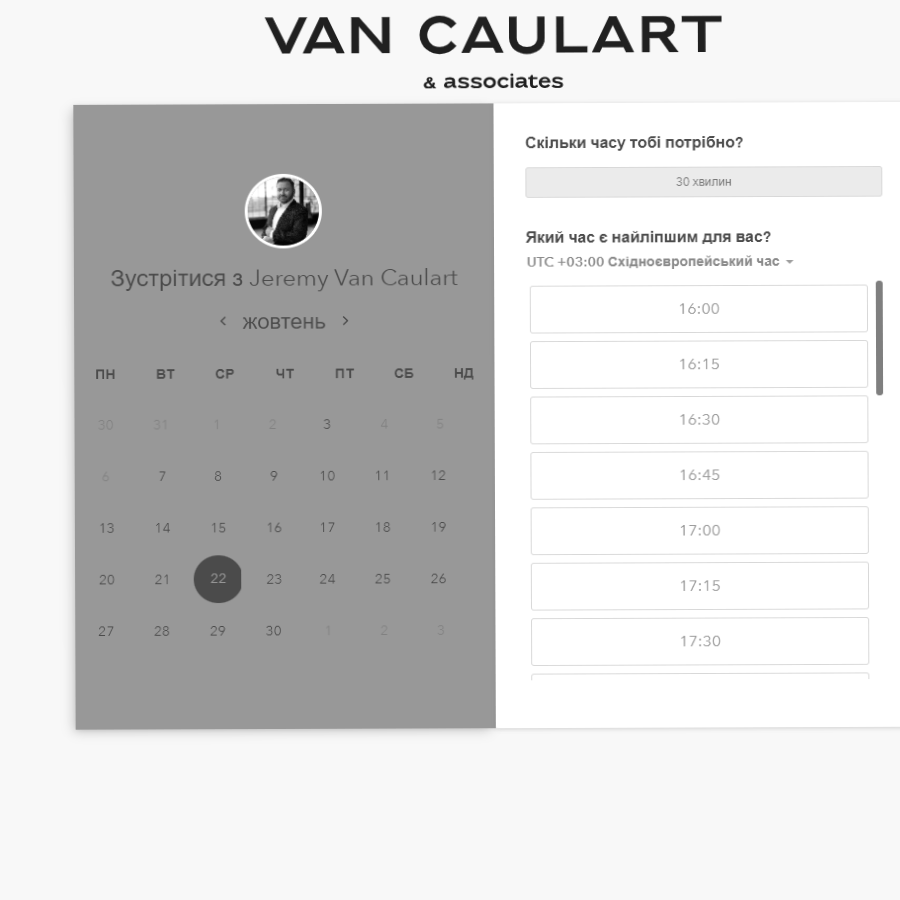 VAN CAULART
& associates
Зустрітися з Jeremy Van Caulart
жовтень
ПН ВТ СР ЧТ ПТ СБ НД
30 31 1 2 3 4 5
6 7 8 9 10 11 12
13 14 15 16 17 18 19
20 21 22 23 24 25 26
27 28 29 30 1 2 3
Скільки часу тобі потрібно?
30 хвилин
Який час є найліпшим для вас?
UTC +03:00 Східноєвропейський час
16:00
16:15
16:30
16:45
17:00
17:15
17:30